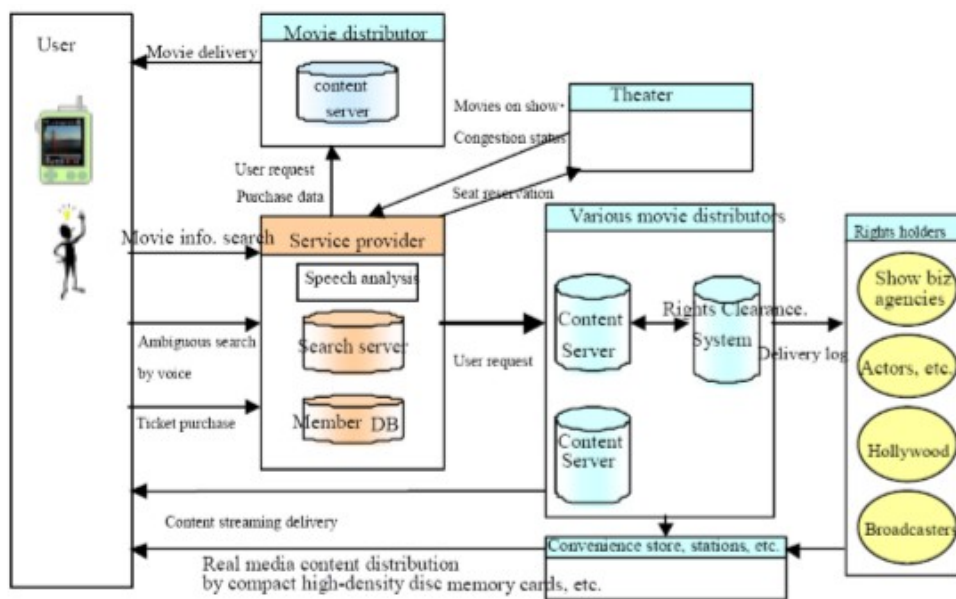 User
Movie delivery
Movie distributor
content
server
Movies on show・
Congestion status
Theater
User request
Purchase data
Seat reservation
Movie info. search
Service provider
Speech analysis
Search server
Member DB
Ambiguous search
by voice
Ticket purchase
User request
Various movie distributors
Content
Server
Rights Clearance.
System
Content
Server
Delivery log
Rights holders
Show biz
agencies
Actors, etc.
Hollywood
Broadcasters
Content streaming delivery
Convenience store, stations, etc.
Real media content distribution
by compact high-density disc memory cards, etc.